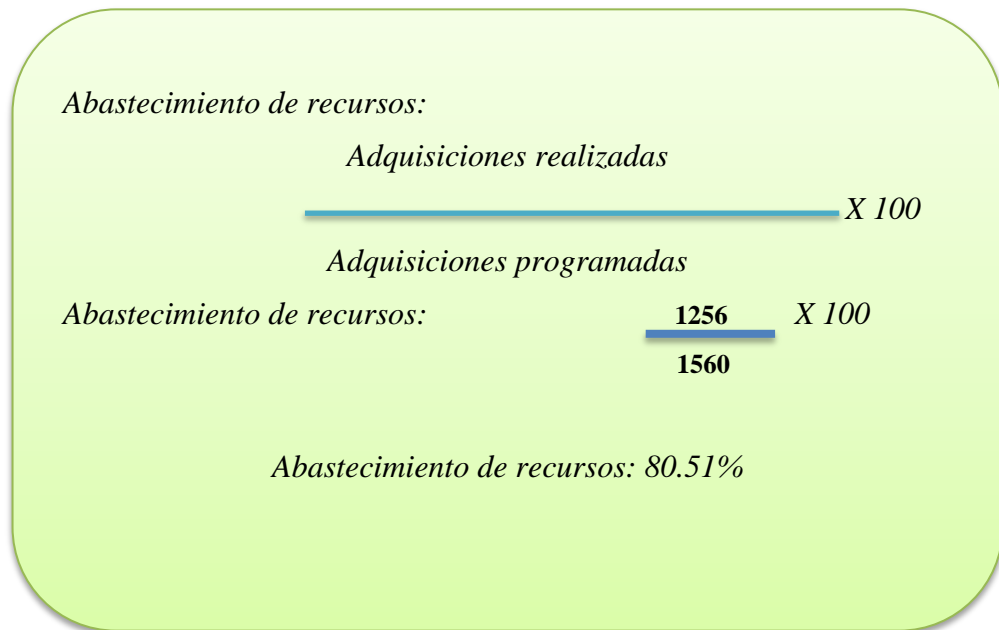 Abastecimiento de recursos:
Adquisiciones realizadas
X 100
Adquisiciones programadas
Abastecimiento de recursos: 1256 X 100
1560
Abastecimiento de recursos: 80.51%